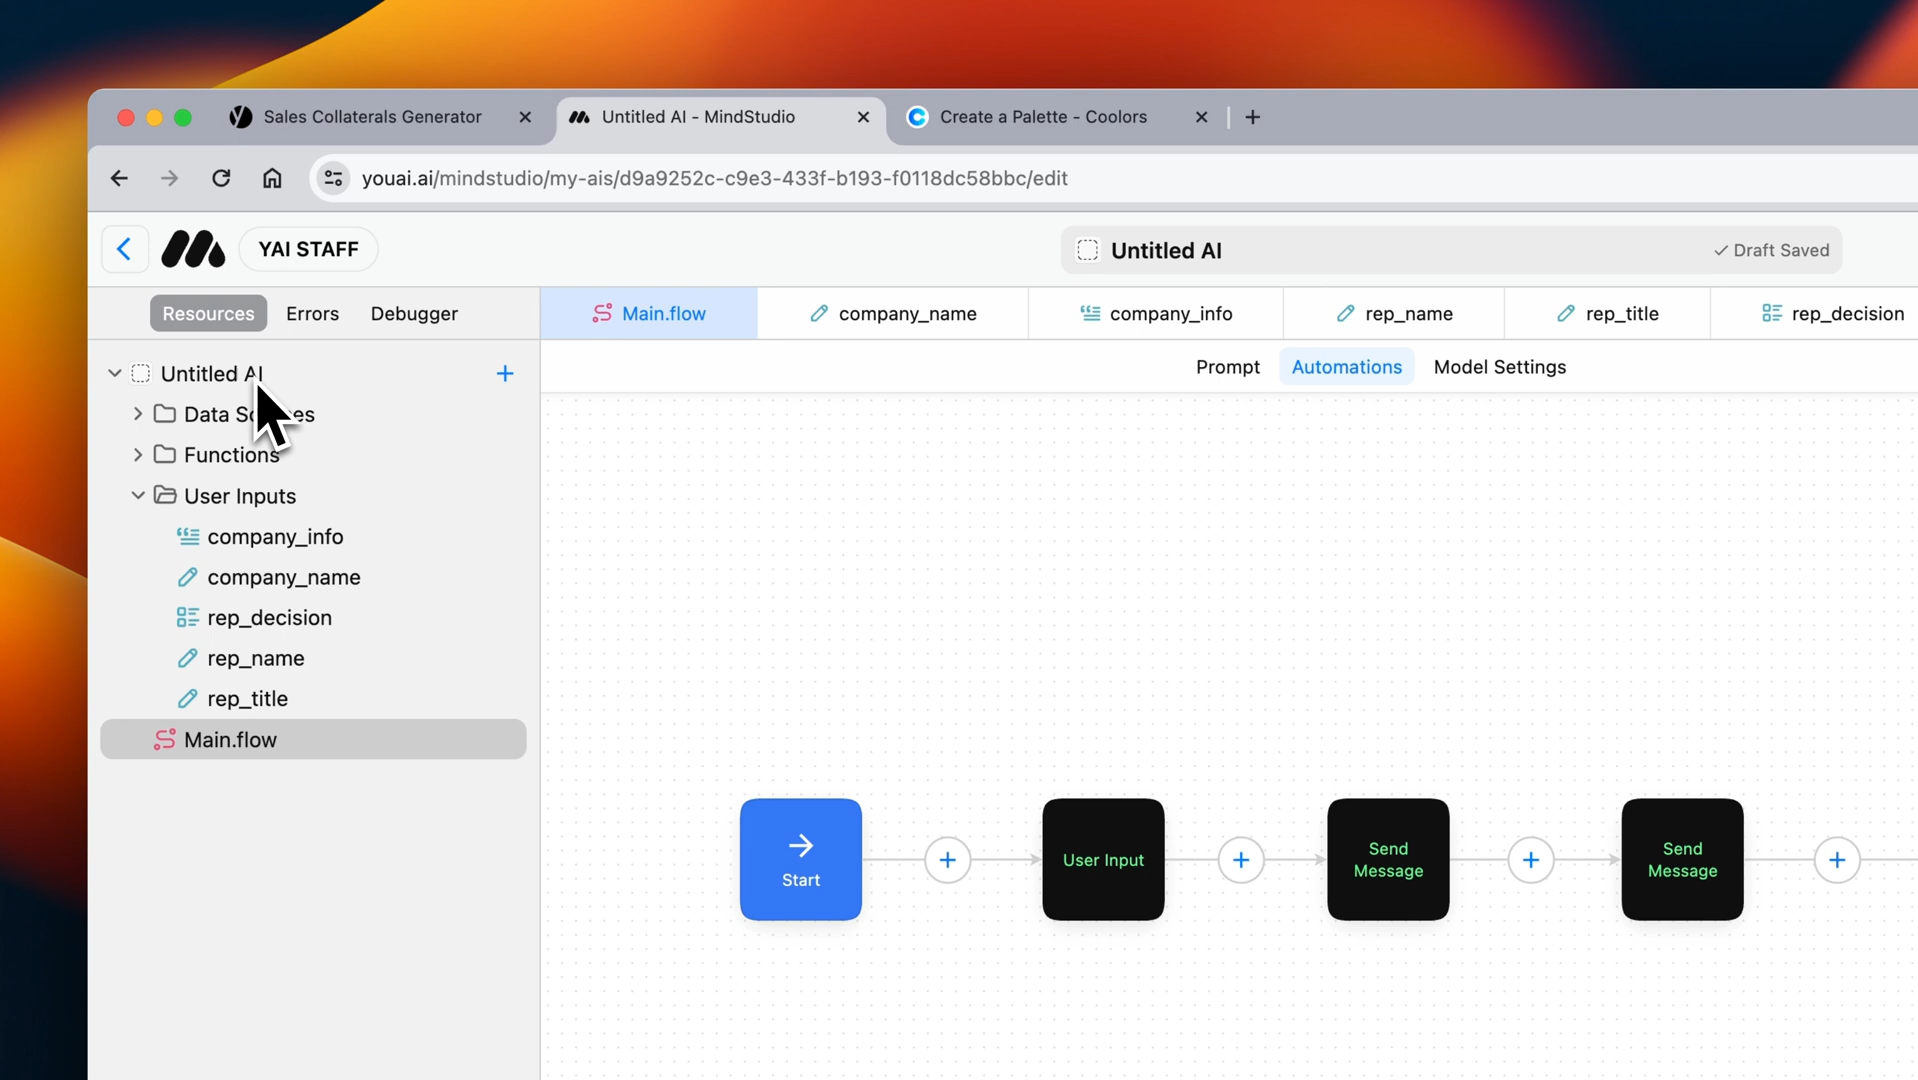 Sales Collaterals Generator
Untitled AI - MindStudio
Create a Palette - Coolors
youai.ai/mindstudio/my-ais/d9a9252c-c9e3-433f-b193-f0118dc58bbc/edit
YAI STAFF
Untitled AI
Draft Saved
Resources Errors Debugger
Main.flow
company_name
company_info
rep_name
rep_title
rep_decision
Prompt Automations Model Settings
Untitled AI
Functions
User Inputs
company_info
company_name
rep_decision
rep_name
rep_title
Main.flow
Start
User Input
Send
Message
Send
Message